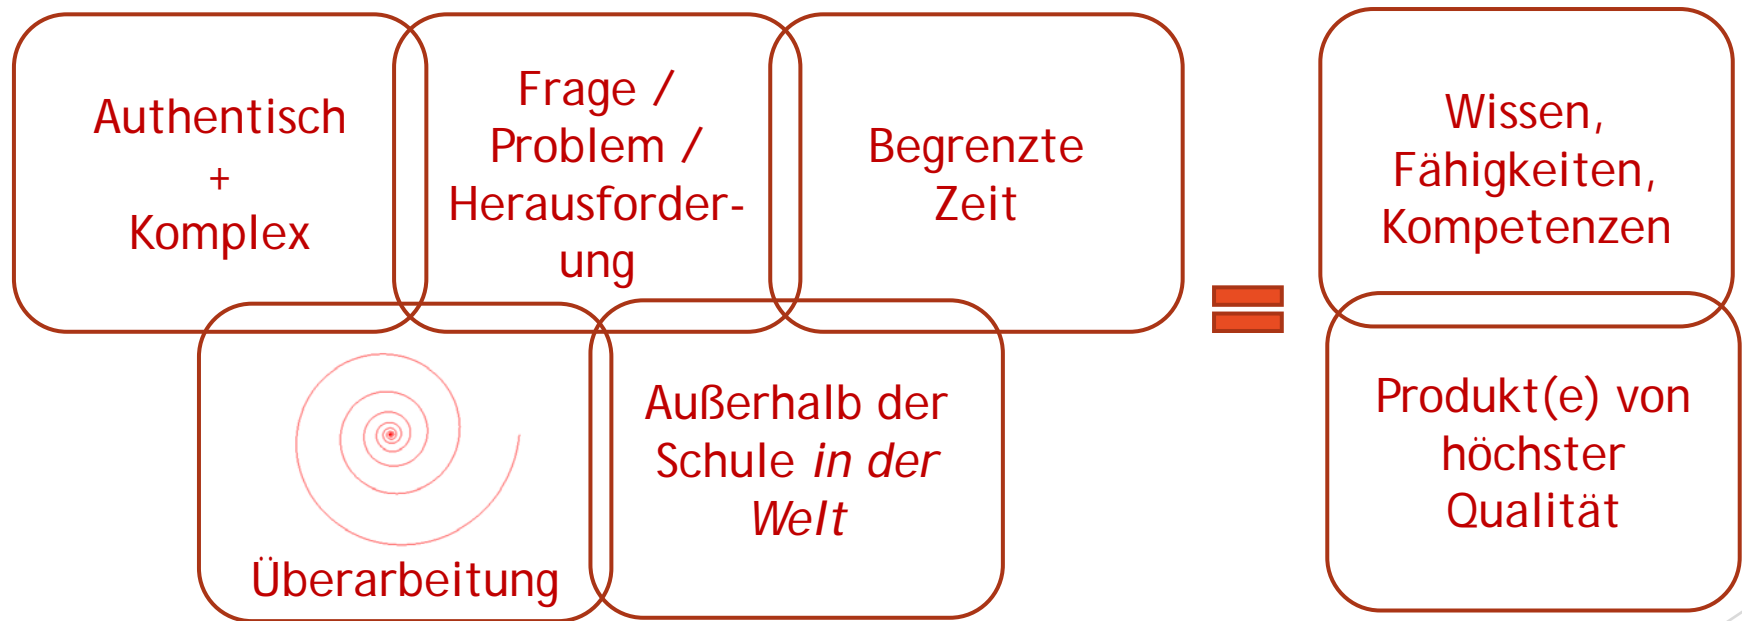 Authentisch
+
Komplex
Frage /
Problem /
Herausforder-
ung
Begrenzte
Zeit
Überarbeitung
Außerhalb der
Schule in der
Welt
Wissen,
Fähigkeiten,
Kompetenzen
Produkt(e) von
höchster
Qualität